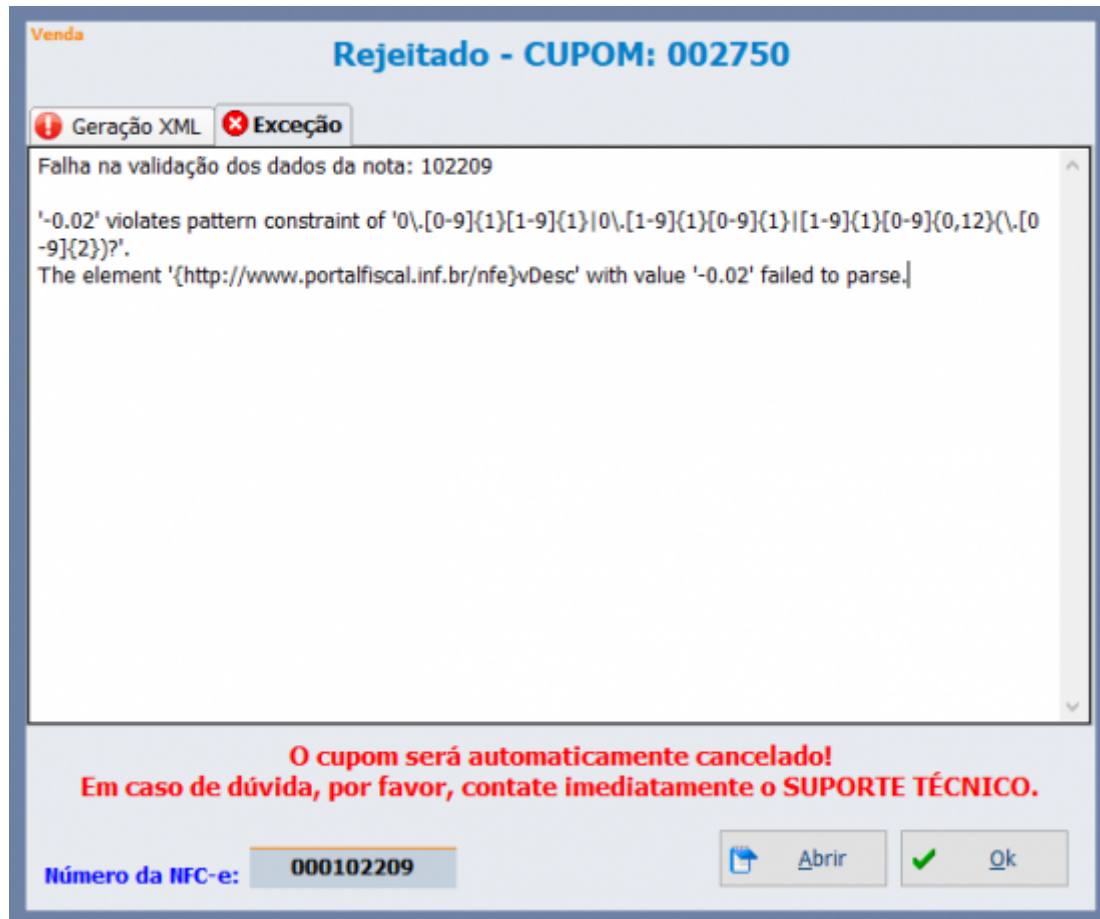 Venda
Rejeitado - CUPOM: 002750
Geração XML
Exceção
Falha na validação dos dados da nota: 102209
'-0.02' violates pattern constraint of '0\.[0-9]{1}[1-9]{1}|0\.[1-9]{1}[0-9]{1}|[1-9]{1}[0-9]{0,12}(\.[0
-9]{2})?'.
The element '{http://www.portalfiscal.inf.br/nfe}vDesc' with value '-0.02' failed to parse.
O cupom será automaticamente cancelado!
Em caso de dúvida, por favor, contate imediatamente o SUPORTE TÉCNICO.
Número da NFC-e:
000102209
Abrir
Ok